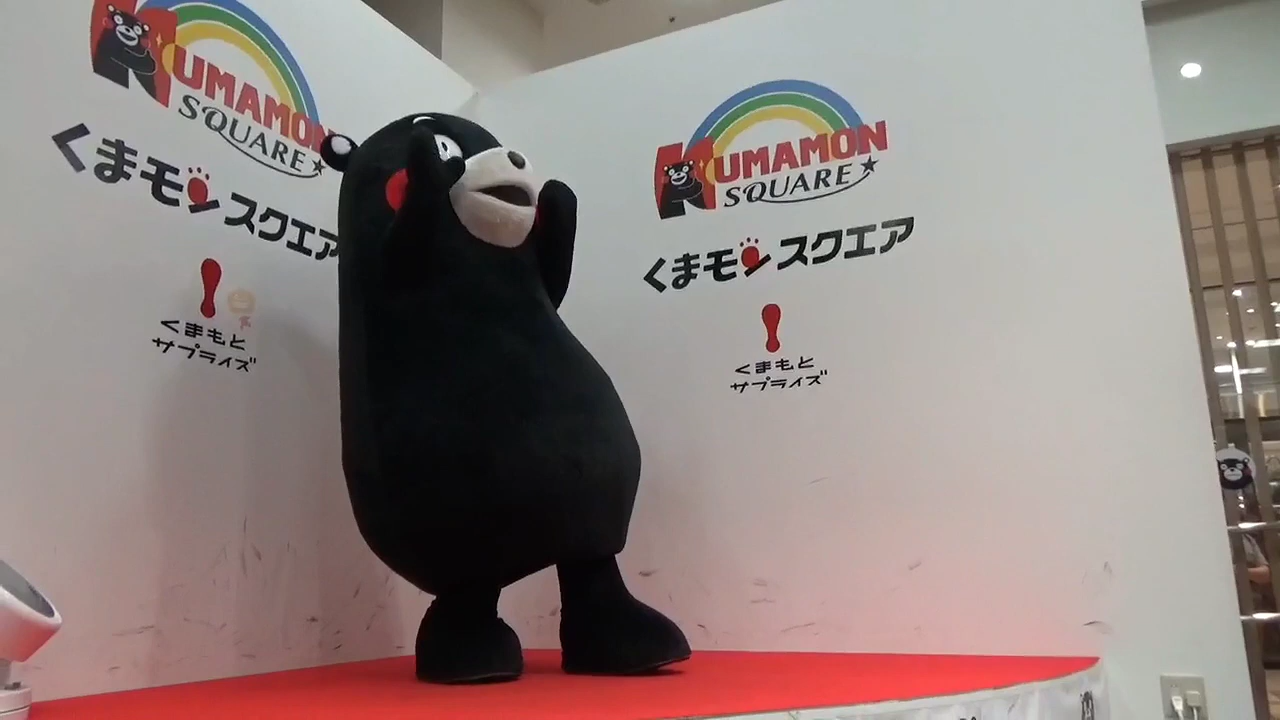 KUMAMON
SQUARE
くまモン スクエア
くまもと
サプライズ
KUMAMON
SQUARE
くまモン スクエア
くまもと
サプライズ